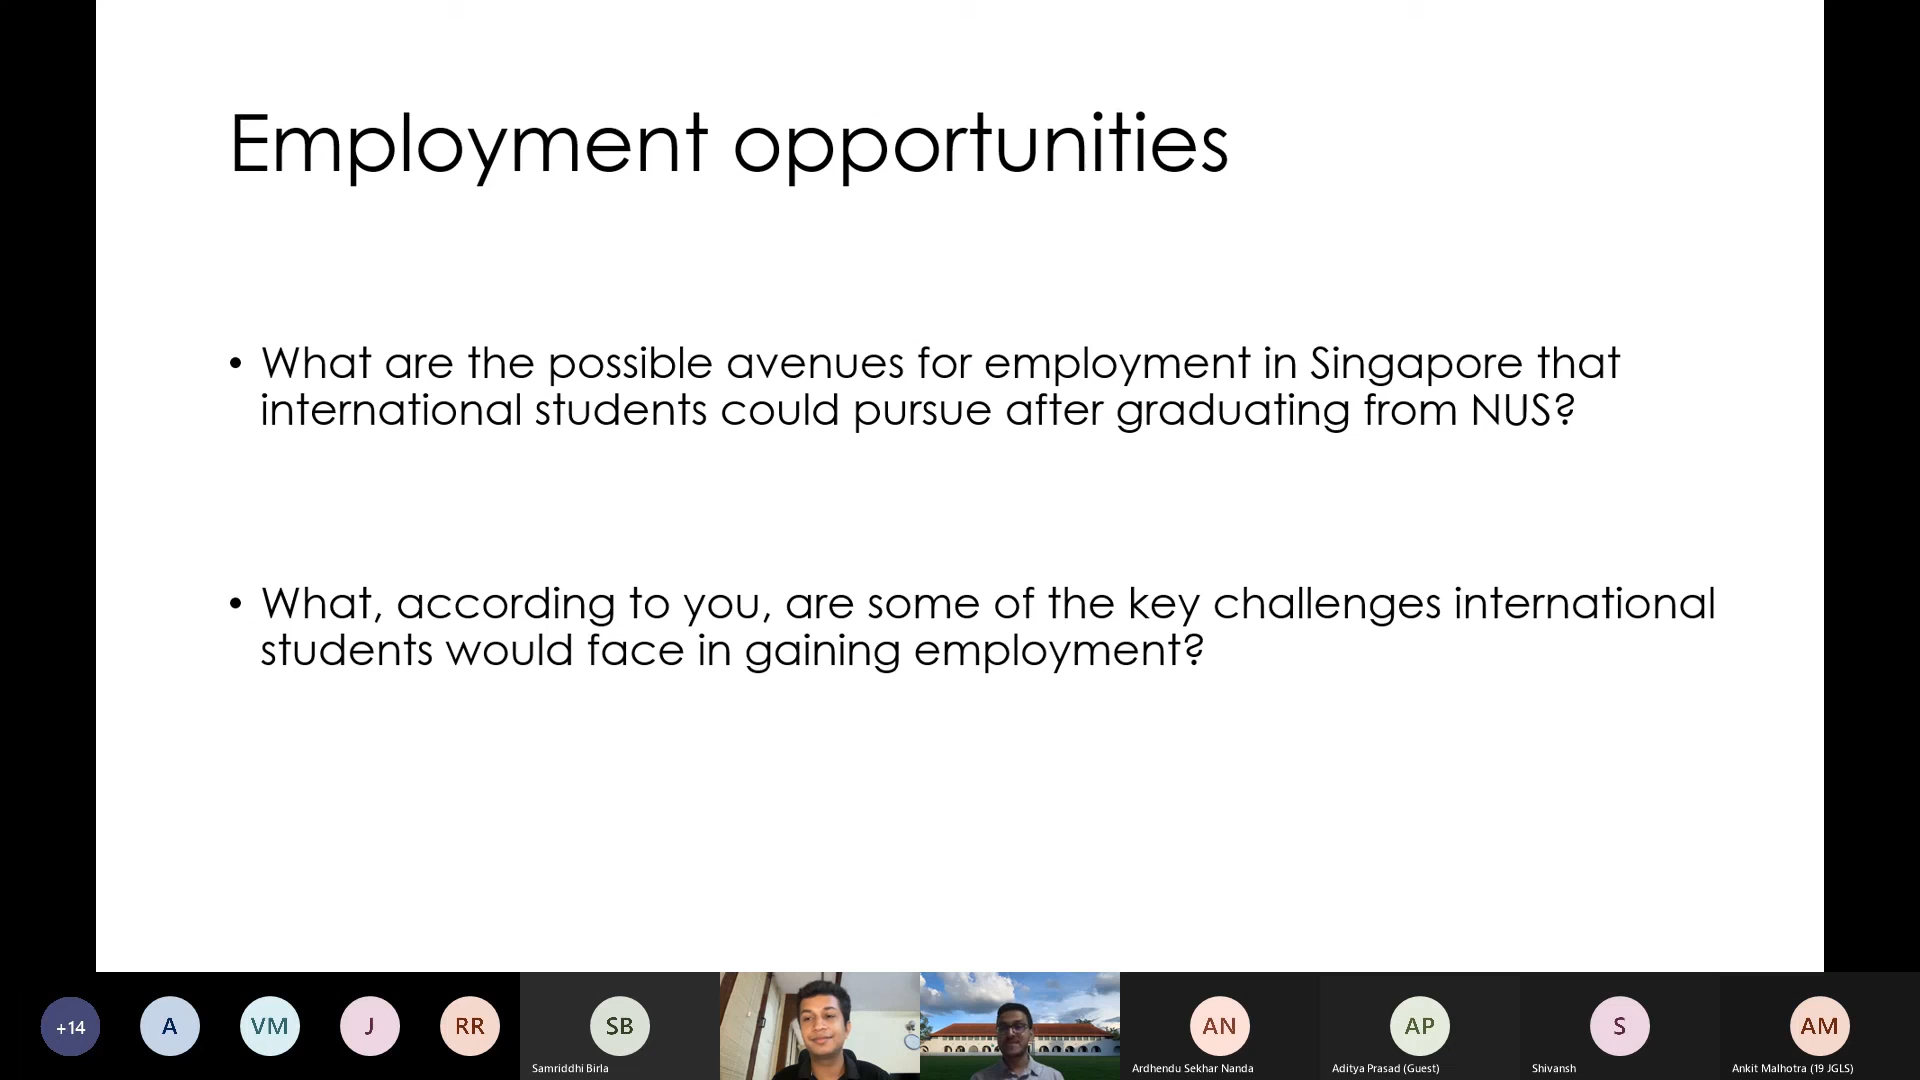 Employment opportunities
• What are the possible avenues for employment in Singapore that
international students could pursue after graduating from NUS?
• What, according to you, are some of the key challenges international
students would face in gaining employment?
+14
A
VM
J
RR
SB
Samriddhi Birla
AN
Ardhendu Sekhar Nanda
AP
Aditya Prasad (Guest)
S
Shivansh
AM
Ankit Malhotra (19 JGLS)